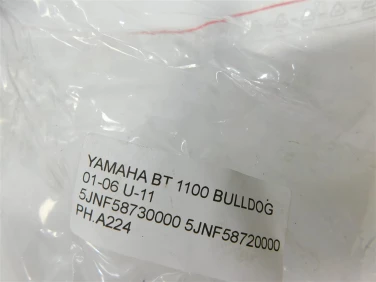 YAMAHA BT 1100 BULLDOG
01-06 U-11
5JNF58730000 5JNF58720000
PH.A224